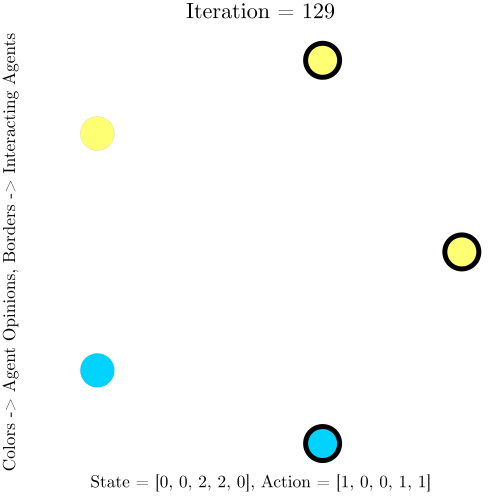 Iteration = 129
Colors -> Agent Opinions, Borders -> Interacting Agents
State = [0, 0, 2, 2, 0], Action = [1, 0, 0, 1, 1]